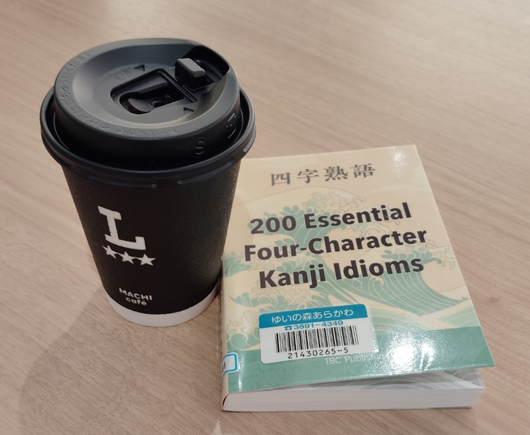 L
MACHI
café
四字熟語
200 Essential
Four-Character
Kanji Idioms
ゆいの森あらかわ
☎3891-4349
21430265-5
IBC Publishing